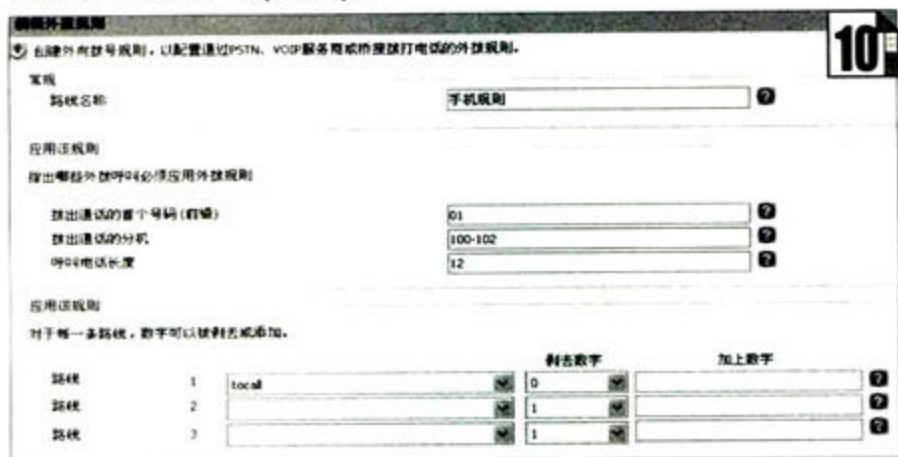 编辑外拨规则
10
创建外向拨号规则，以配置通过PSTN、VOIP服务商或桥接拨打电话的外拨规则。
常规
路线名称 手机规则 ?
应用该规则
指出哪些外拨呼叫必须应用外拨规则
拨出通话的首个号码(前缀) 01 ?
拨出通话的分机 100-102 ?
呼叫电话长度 12 ?
应用该规则
对于每一条路线，数字可以被剥去或添加。
剥去数字 加上数字
路线 1 tocall 0 ?
路线 2 1 ?
路线 3 1 ?